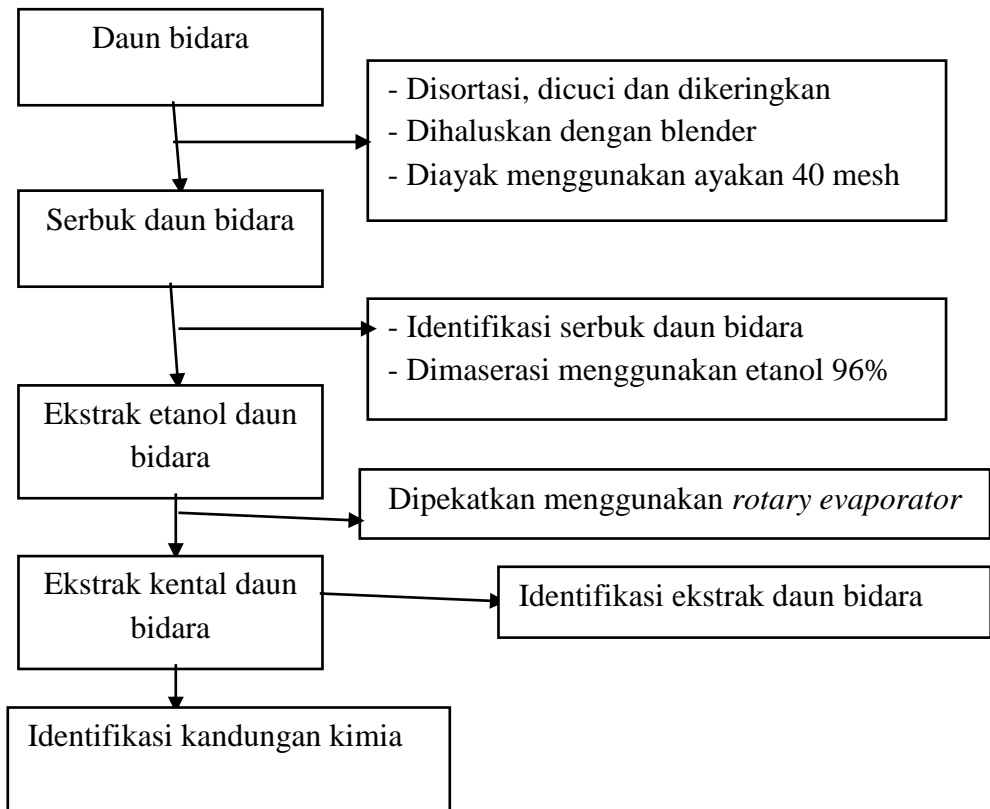 Daun bidara
- Disortasi, dicuci dan dikeringkan
- Dihaluskan dengan blender
- Diayak menggunakan ayakan 40 mesh
Serbuk daun bidara
- Identifikasi serbuk daun bidara
- Dimaserasi menggunakan etanol 96%
Ekstrak etanol daun
bidara
Dipekatkan menggunakan rotary evaporator
Ekstrak kental daun
bidara
Identifikasi ekstrak daun bidara
Identifikasi kandungan kimia